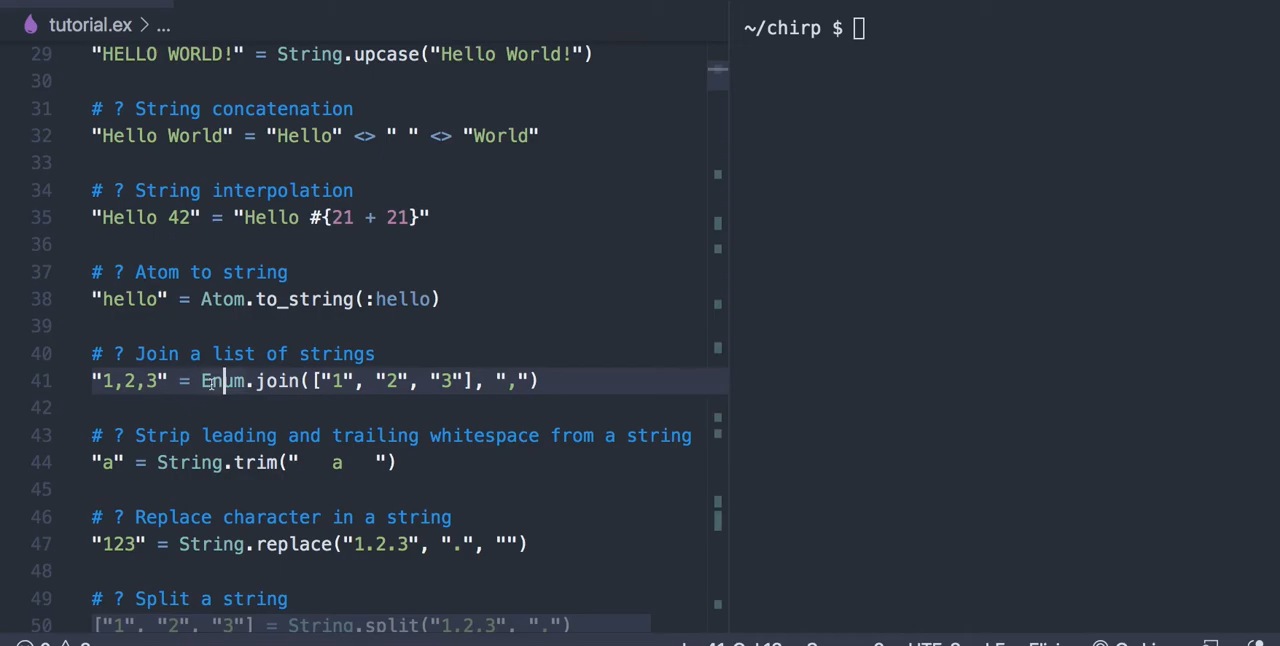 tutorial.ex > ...
~/chirp $
29 "HELLO WORLD!" = String.upcase("Hello World!")
30
31 # ? String concatenation
32 "Hello World" = "Hello" <> " " <> "World"
33
34 # ? String interpolation
35 "Hello 42" = "Hello #{21 + 21}"
36
37 # ? Atom to string
38 "hello" = Atom.to_string(:hello)
39
40 # ? Join a list of strings
41 "1,2,3" = Enum.join(["1", "2", "3"], ",")
42
43 # ? Strip leading and trailing whitespace from a string
44 "a" = String.trim("   a   ")
45
46 # ? Replace character in a string
47 "123" = String.replace("1.2.3", ".", "")
48
49 # ? Split a string
50 ["1", "2", "3"] = String.split("1.2.3", ".")